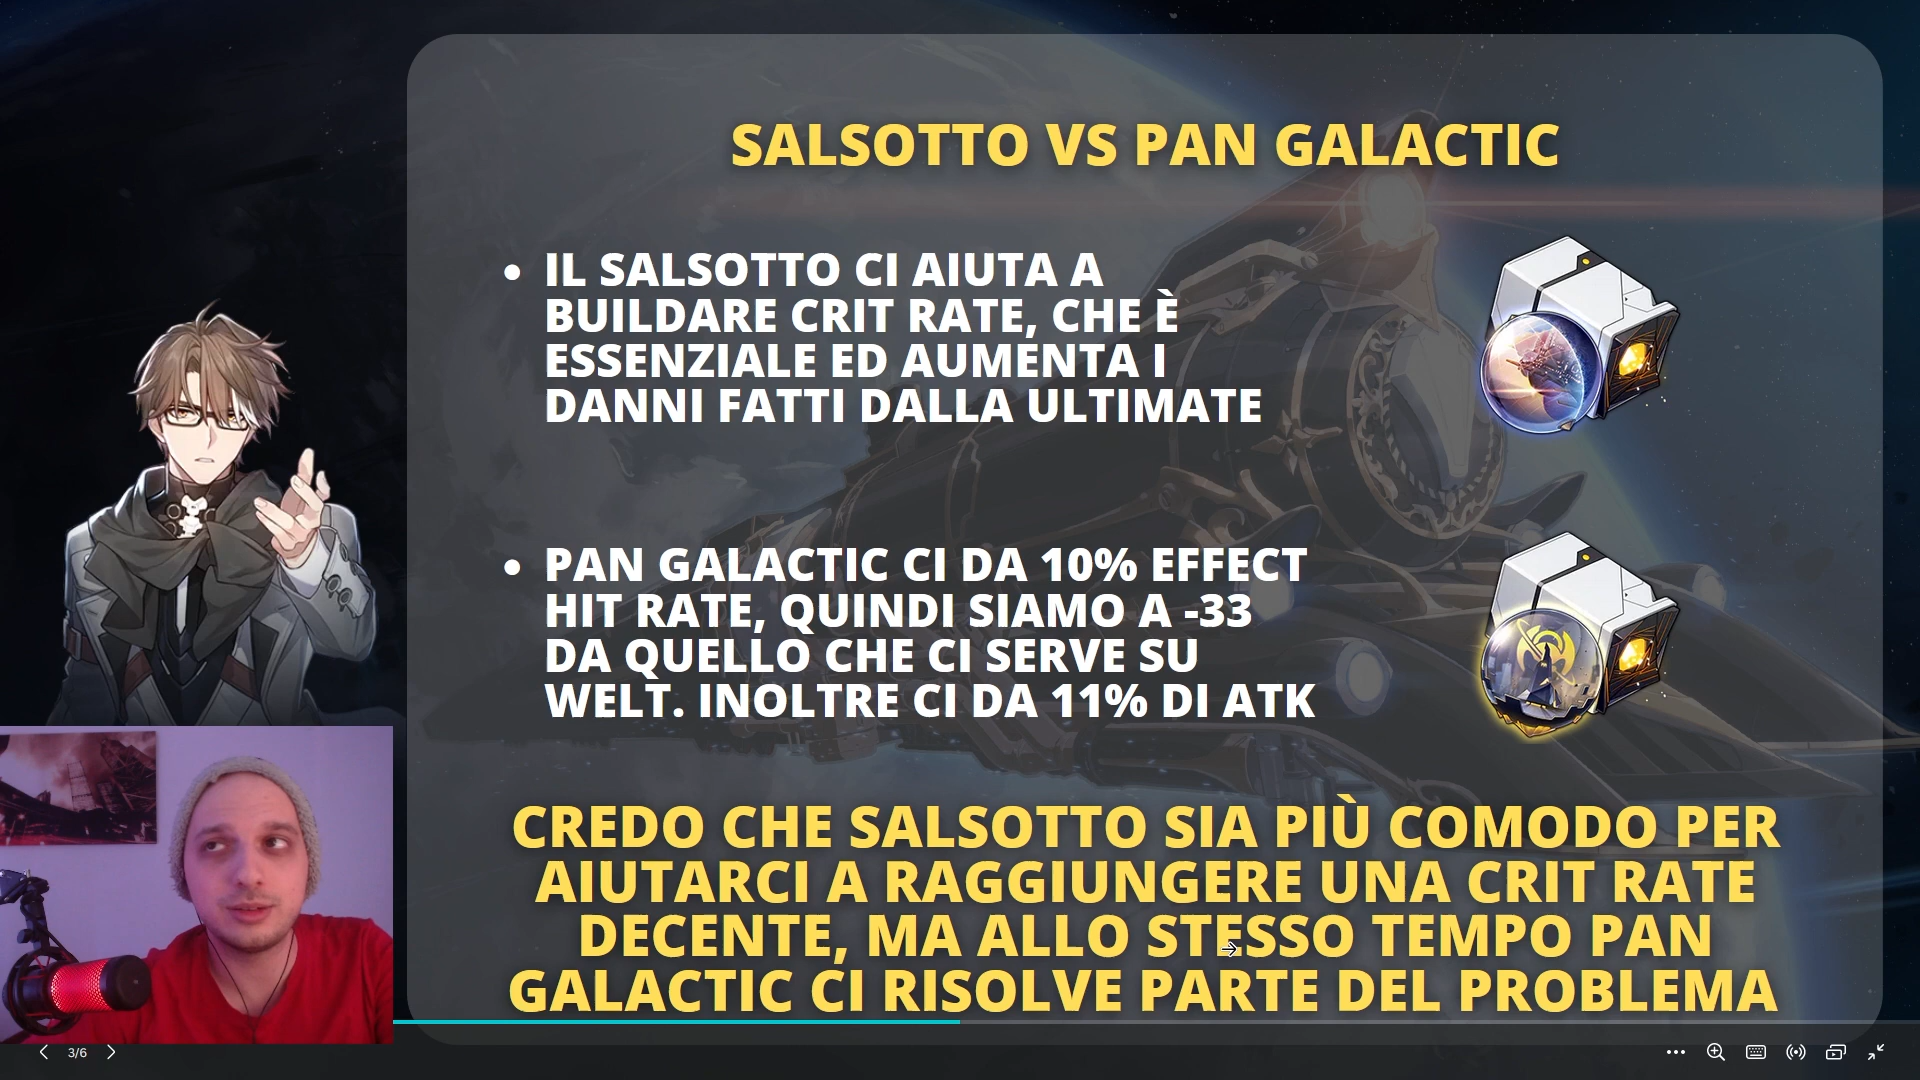 SALSOTTO VS PAN GALACTIC
• IL SALSOTTO CI AIUTA A
BUILDARE CRIT RATE, CHE È
ESSENZIALE ED AUMENTA I
DANNI FATTI DALLA ULTIMATE
• PAN GALACTIC CI DA 10% EFFECT
HIT RATE, QUINDI SIAMO A -33
DA QUELLO CHE CI SERVE SU
WELT. INOLTRE CI DA 11% DI ATK
CREDO CHE SALSOTTO SIA PIÙ COMODO PER
AIUTARCI A RAGGIUNGERE UNA CRIT RATE
DECENTE, MA ALLO STESSO TEMPO PAN
GALACTIC CI RISOLVE PARTE DEL PROBLEMA
3/6